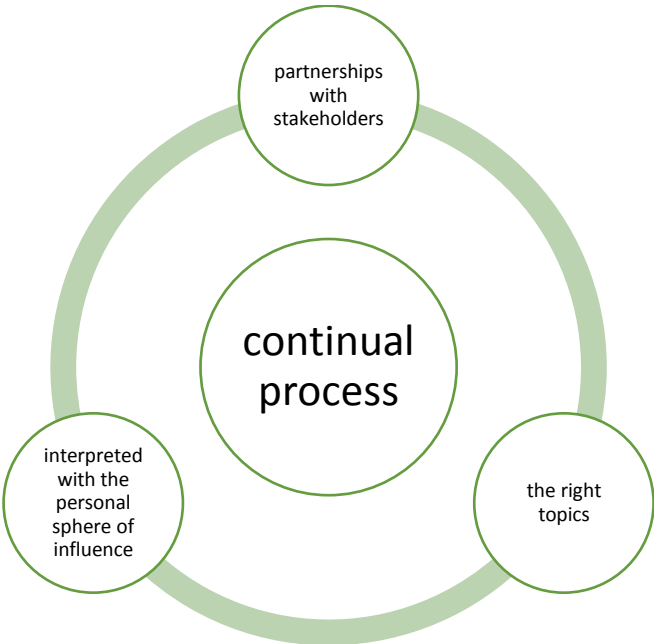 partnerships
with
stakeholders
continual
process
the right
topics
interpreted
with the
personal
sphere of
influence